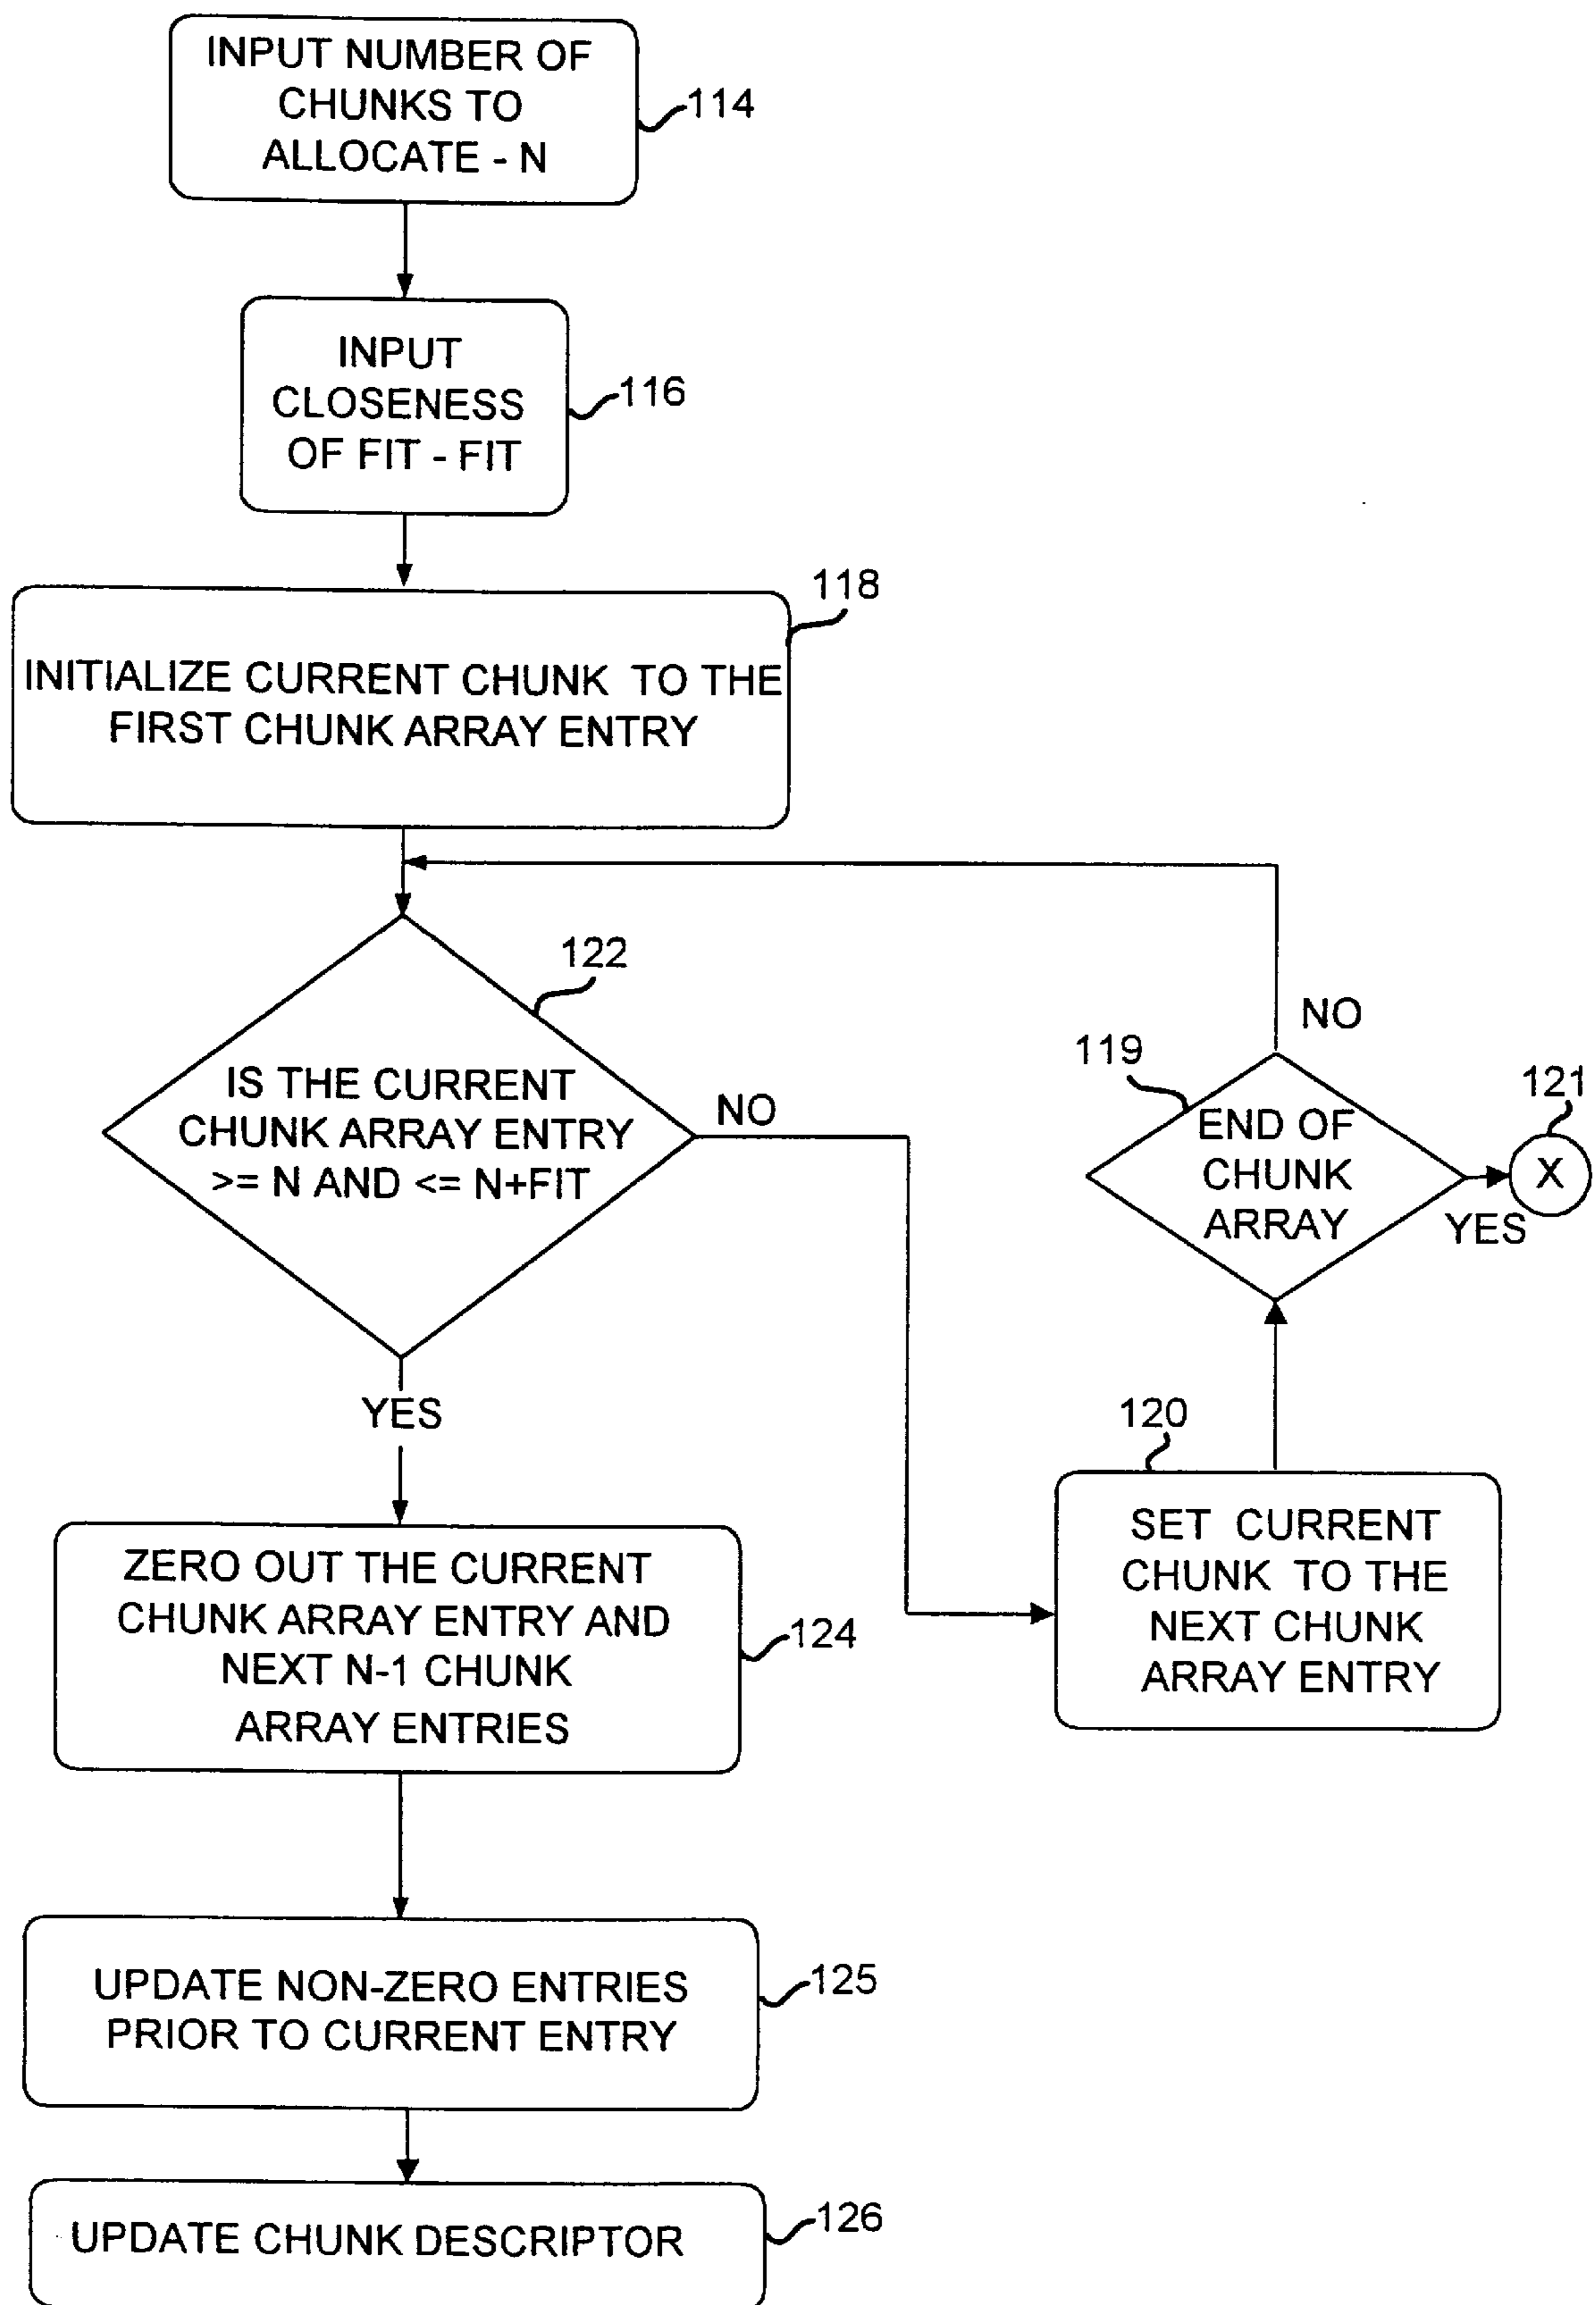 INPUT NUMBER OF
CHUNKS TO
ALLOCATE - N
114
INPUT
CLOSENESS
OF FIT - FIT
116
118
INITIALIZE CURRENT CHUNK TO THE
FIRST CHUNK ARRAY ENTRY
122
IS THE CURRENT
CHUNK ARRAY ENTRY
>= N AND <= N+FIT
NO
NO
119
END OF
CHUNK
ARRAY
121
X
YES
YES
120
SET CURRENT
CHUNK TO THE
NEXT CHUNK
ARRAY ENTRY
ZERO OUT THE CURRENT
CHUNK ARRAY ENTRY AND
NEXT N-1 CHUNK
ARRAY ENTRIES
124
UPDATE NON-ZERO ENTRIES
PRIOR TO CURRENT ENTRY
125
UPDATE CHUNK DESCRIPTOR
126